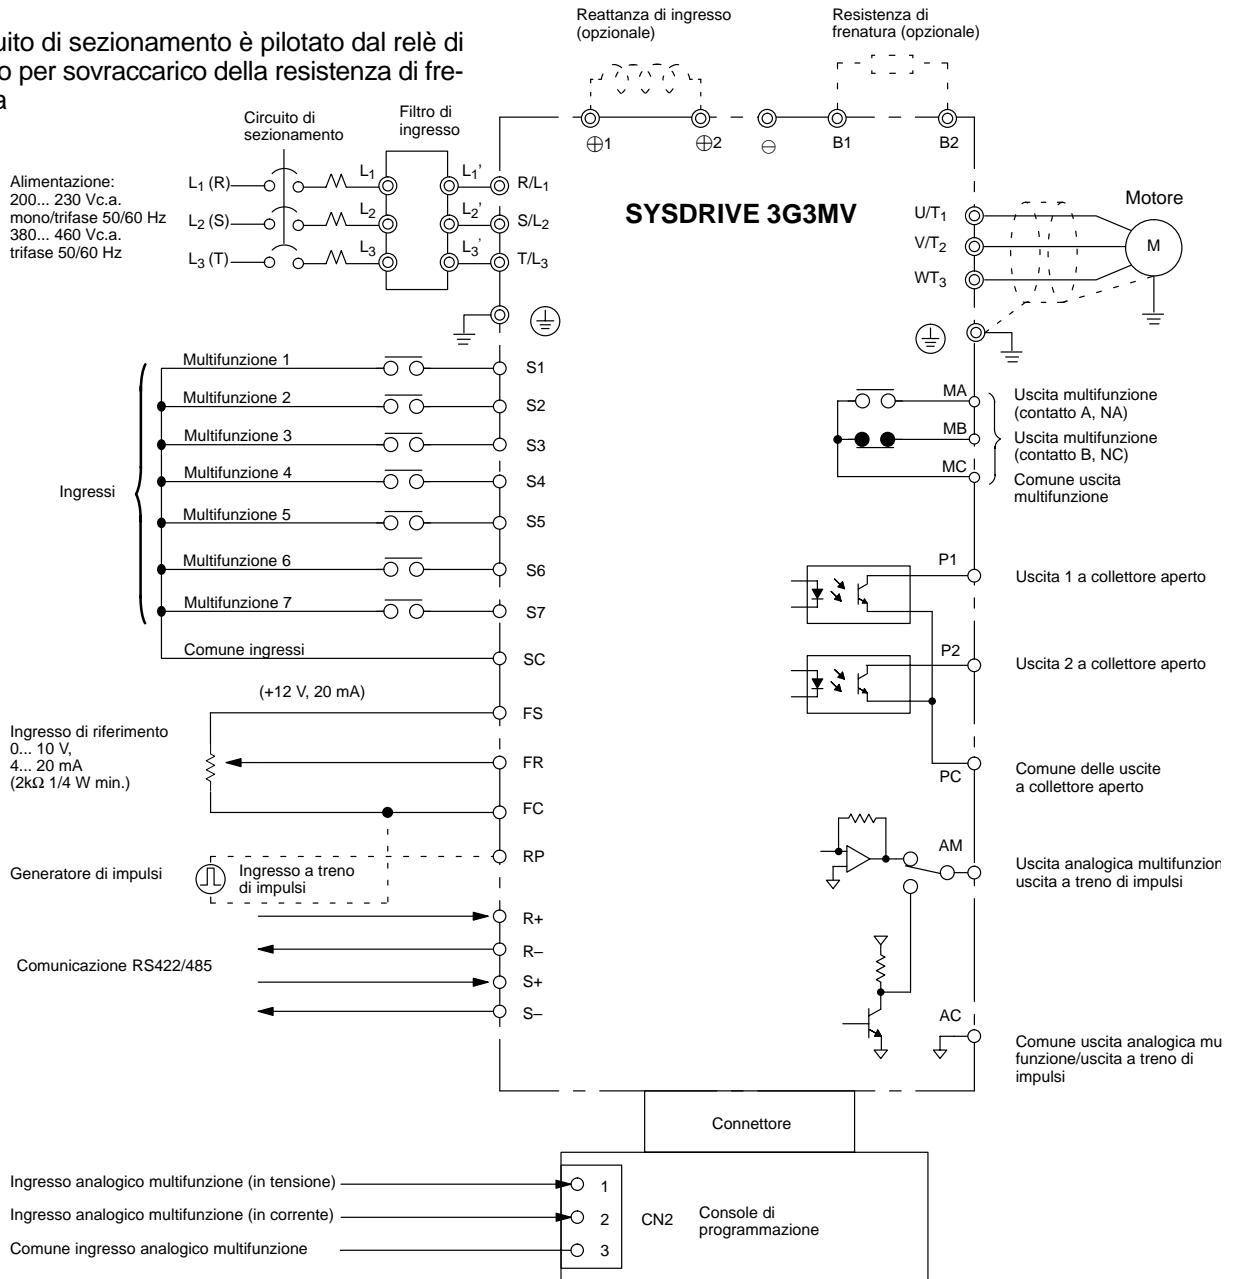 uito di sezionamento è pilotato dal relè di
o per sovraccarico della resistenza di fre-
a
Reattanza di ingresso
(opzionale)
Resistenza di
frenatura (opzionale)
Circuito di
sezionamento
Filtro di
ingresso
⊕1
⊕2
⊖
B1
B2
Alimentazione:
200... 230 Vc.a.
mono/trifase 50/60 Hz
380... 460 Vc.a.
trifase 50/60 Hz
L1 (R)
L1
L1’
R/L1
L2 (S)
L2
L2’
S/L2
L3 (T)
L3
L3’
T/L3
SYSDRIVE 3G3MV
U/T1
V/T2
WT3
Motore
M
Ingressi
Multifunzione 1
S1
Multifunzione 2
S2
Multifunzione 3
S3
Multifunzione 4
S4
Multifunzione 5
S5
Multifunzione 6
S6
Multifunzione 7
S7
Comune ingressi
SC
MA
Uscita multifunzione
(contatto A, NA)
MB
Uscita multifunzione
(contatto B, NC)
MC
Comune uscita
multifunzione
P1
Uscita 1 a collettore aperto
P2
Uscita 2 a collettore aperto
PC
Comune delle uscite
a collettore aperto
(+12 V, 20 mA)
FS
Ingresso di riferimento
0... 10 V,
4... 20 mA
(2kΩ 1/4 W min.)
FR
FC
RP
Generatore di impulsi
Ingresso a treno
di impulsi
AM
Uscita analogica multifunzion
uscita a treno di impulsi
R+
R–
Comunicazione RS422/485
S+
S–
AC
Comune uscita analogica mu
funzione/uscita a treno di
impulsi
Connettore
Ingresso analogico multifunzione (in tensione)
1
Ingresso analogico multifunzione (in corrente)
2
Comune ingresso analogico multifunzione
3
CN2
Console di
programmazione